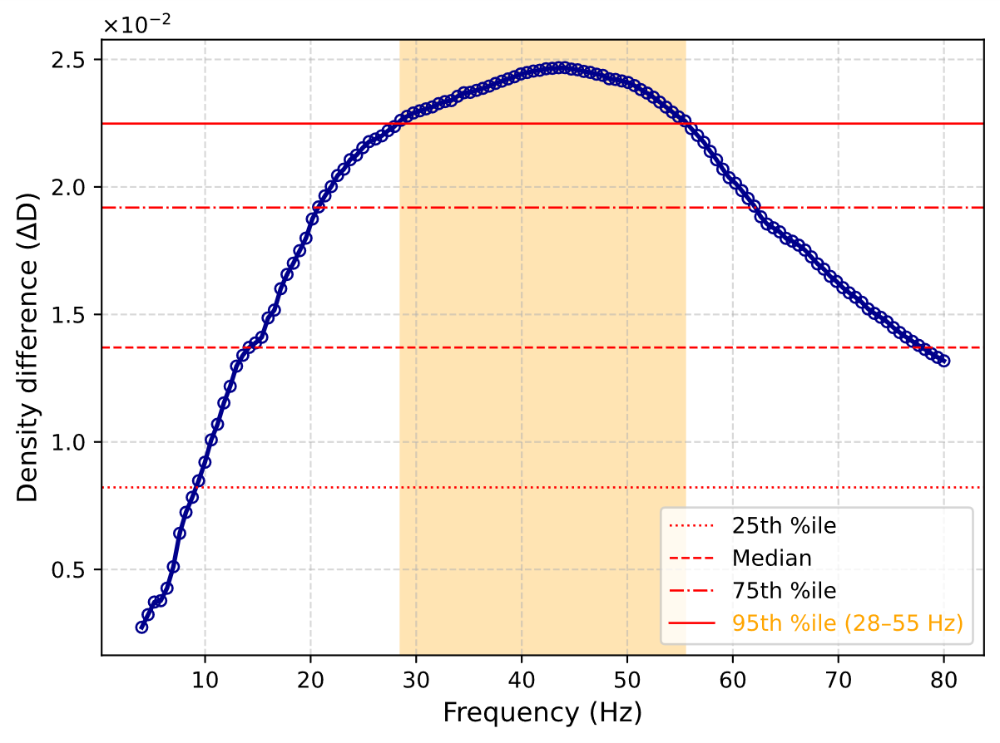 ×10⁻²
2.5
2.0
1.5
1.0
0.5
Density difference (ΔD)
10 20 30 40 50 60 70 80
Frequency (Hz)
25th %ile
Median
75th %ile
95th %ile (28–55 Hz)